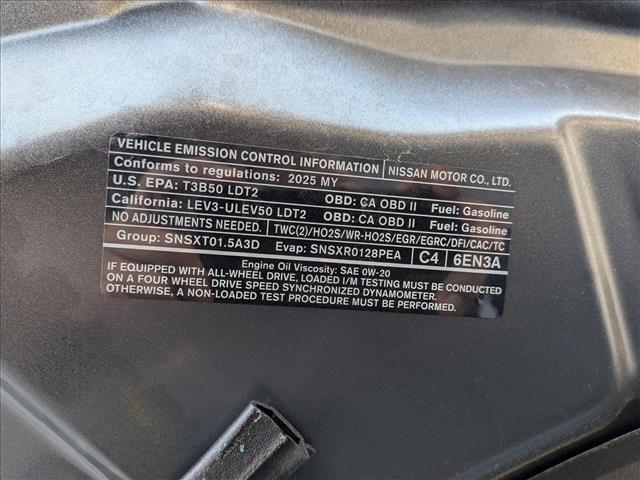 VEHICLE EMISSION CONTROL INFORMATION NISSAN MOTOR CO., LTD.
Conforms to regulations: 2025 MY
U.S. EPA: T3B50 LDT2 OBD: CA OBD II Fuel: Gasoline
California: LEV3-ULEV50 LDT2 OBD: CA OBD II Fuel: Gasoline
NO ADJUSTMENTS NEEDED. TWC(2)/HO2S/WR-HO2S/EGR/EGRC/DFI/CAC/TC
Group: SNSXT01.5A3D Evap: SNSXR0128PEA C4 6EN3A
Engine Oil Viscosity: SAE 0W-20
IF EQUIPPED WITH ALL-WHEEL DRIVE, LOADED I/M TESTING MUST BE CONDUCTED
ON A FOUR WHEEL DRIVE SPEED SYNCHRONIZED DYNAMOMETER.
OTHERWISE, A NON-LOADED TEST PROCEDURE MUST BE PERFORMED.